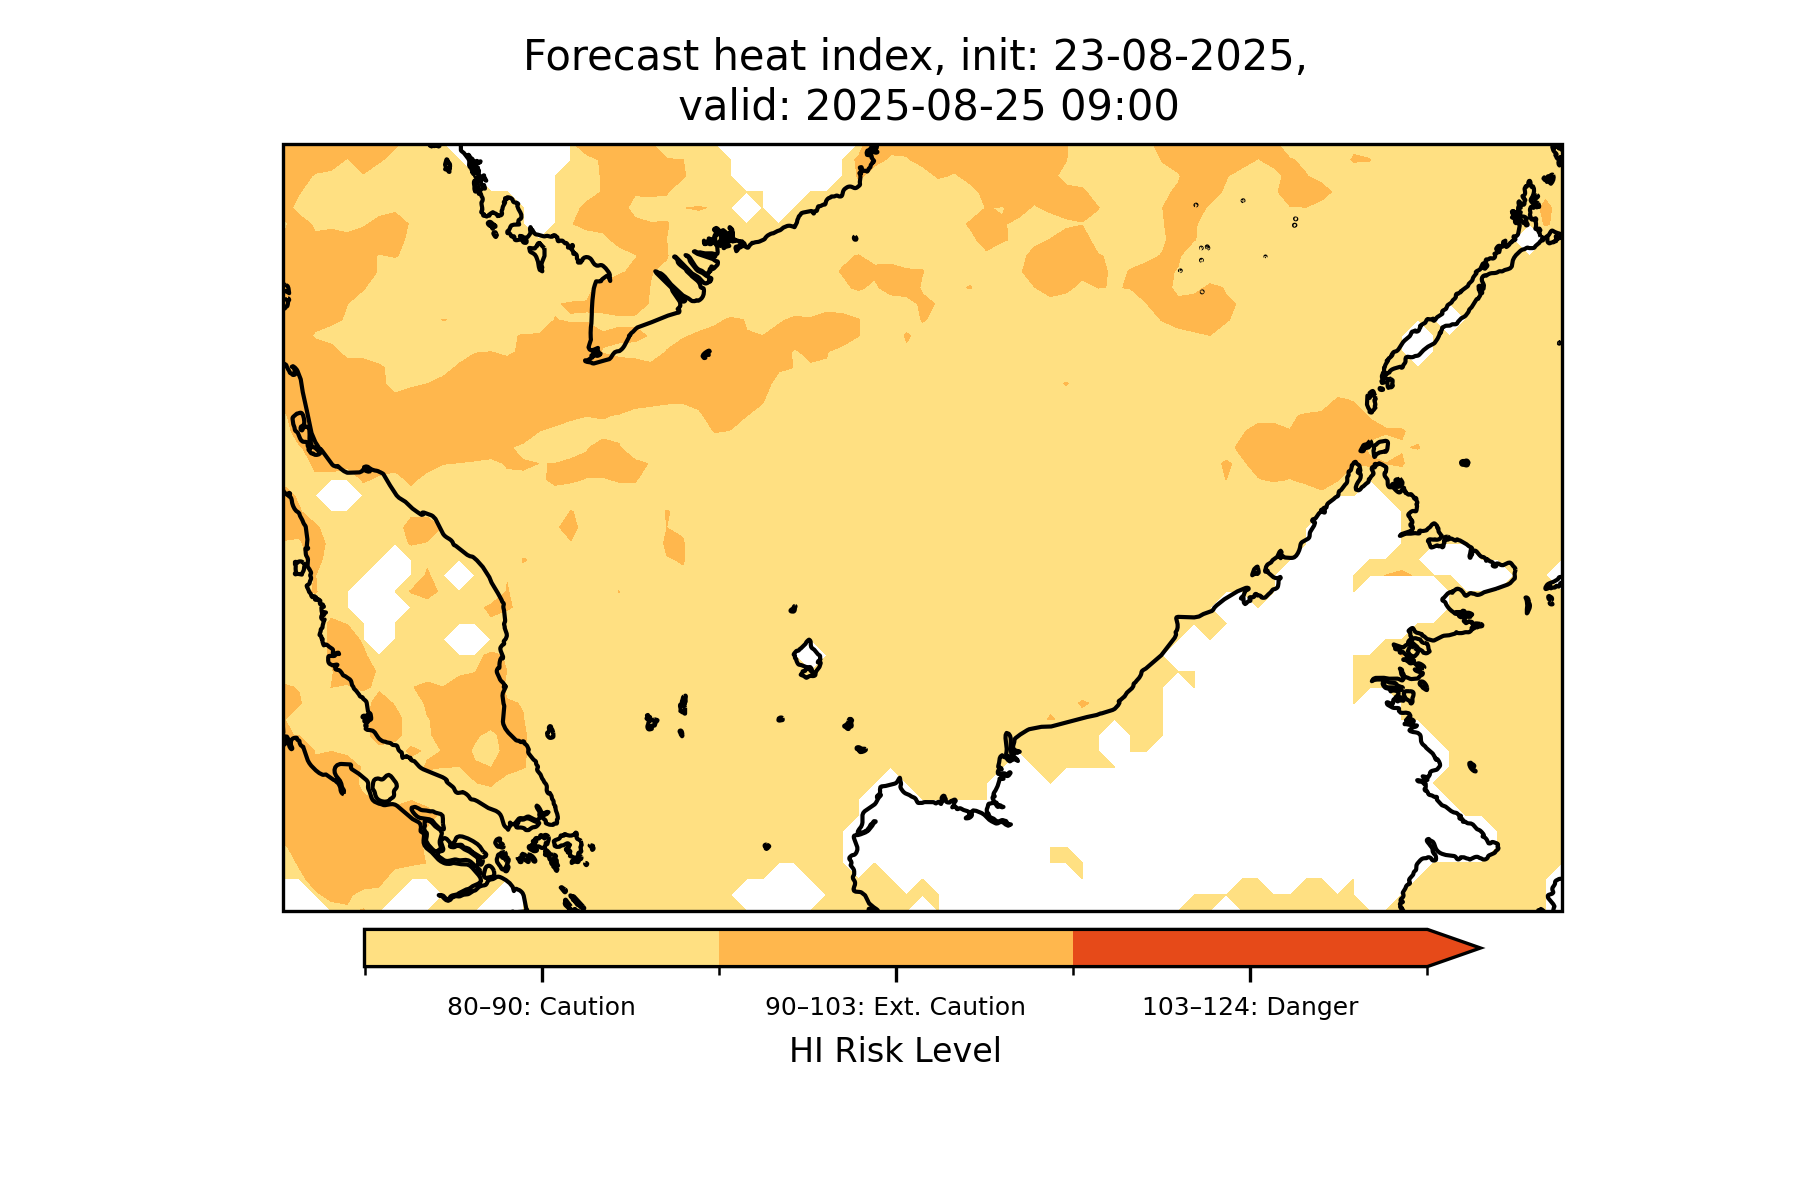 Forecast heat index, init: 23-08-2025,
valid: 2025-08-25 09:00
80–90: Caution
90–103: Ext. Caution
103–124: Danger
HI Risk Level